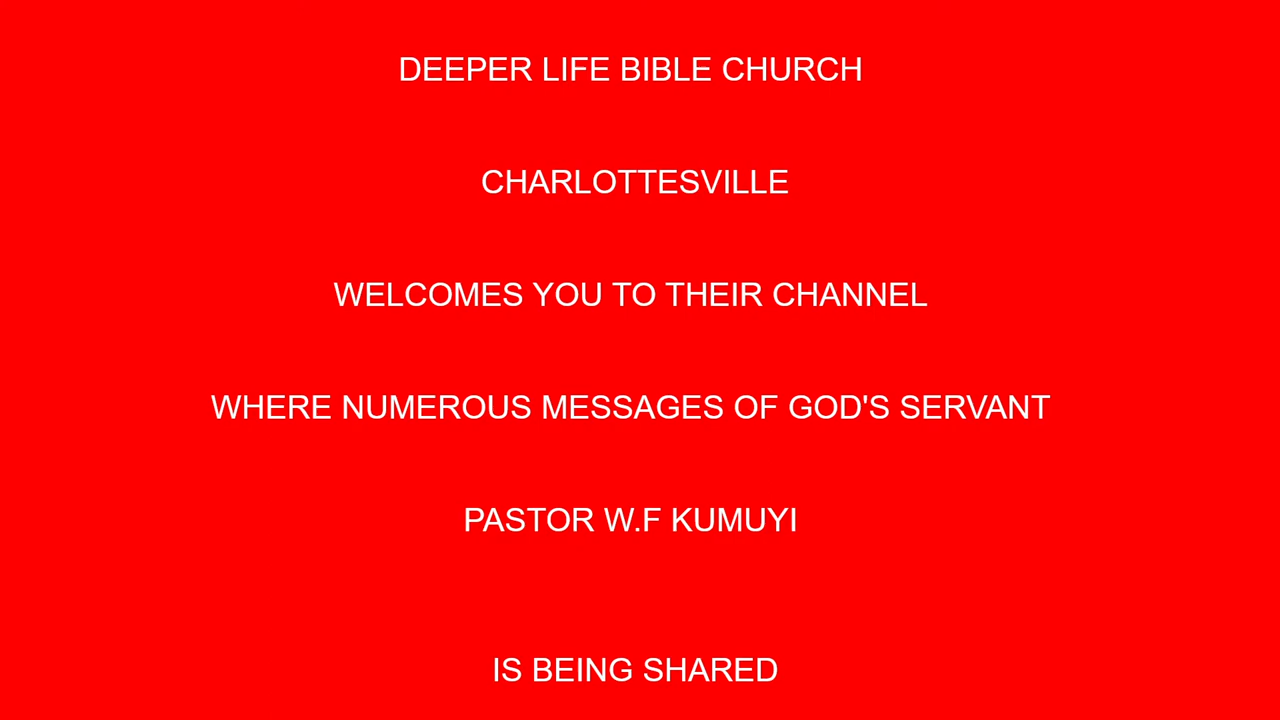 DEEPER LIFE BIBLE CHURCH
CHARLOTTESVILLE
WELCOMES YOU TO THEIR CHANNEL
WHERE NUMEROUS MESSAGES OF GOD'S SERVANT
PASTOR W.F KUMUYI
IS BEING SHARED